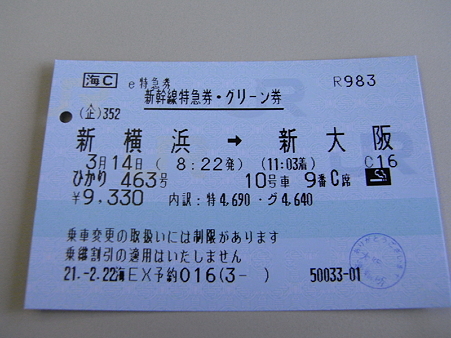 海C e特急券 R983
新幹線特急券・グリーン券
(企)352
新横浜 → 新大阪
3月14日 ( 8:22発) (11:03着) C16
ひかり 463号 10号車 9番C席
¥9,330 内訳:特4,690・グ4,640
乗車変更の取扱いには制限があります
乗継割引の適用はいたしません
21.-2.22海EX予約016(3- ) 50033-01